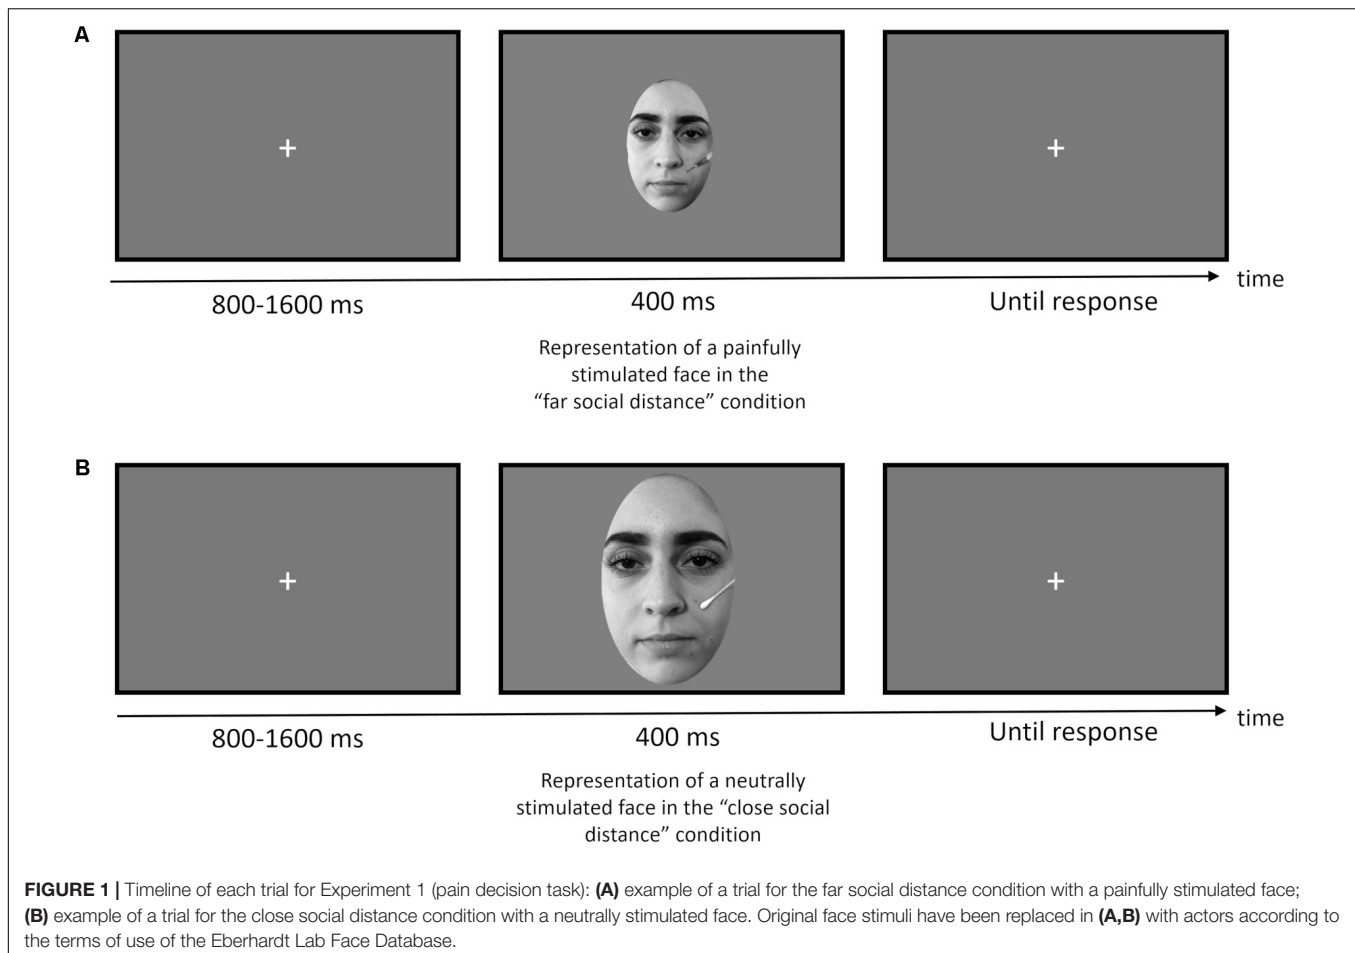 A
+
+
time
800-1600 ms
400 ms
Until response
Representation of a painfully
stimulated face in the
“far social distance” condition
B
+
+
time
800-1600 ms
400 ms
Until response
Representation of a neutrally
stimulated face in the “close social
distance” condition
FIGURE 1 | Timeline of each trial for Experiment 1 (pain decision task): (A) example of a trial for the far social distance condition with a painfully stimulated face;
(B) example of a trial for the close social distance condition with a neutrally stimulated face. Original face stimuli have been replaced in (A,B) with actors according to
the terms of use of the Eberhardt Lab Face Database.